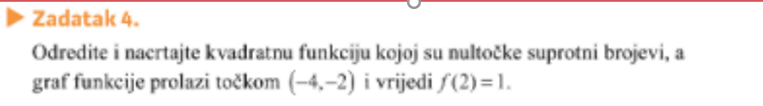 Zadatak 4.
Odredite i nacrtajte kvadratnu funkciju kojoj su nultočke suprotni brojevi, a
graf funkcije prolazi točkom (−4,−2) i vrijedi f(2)=1.